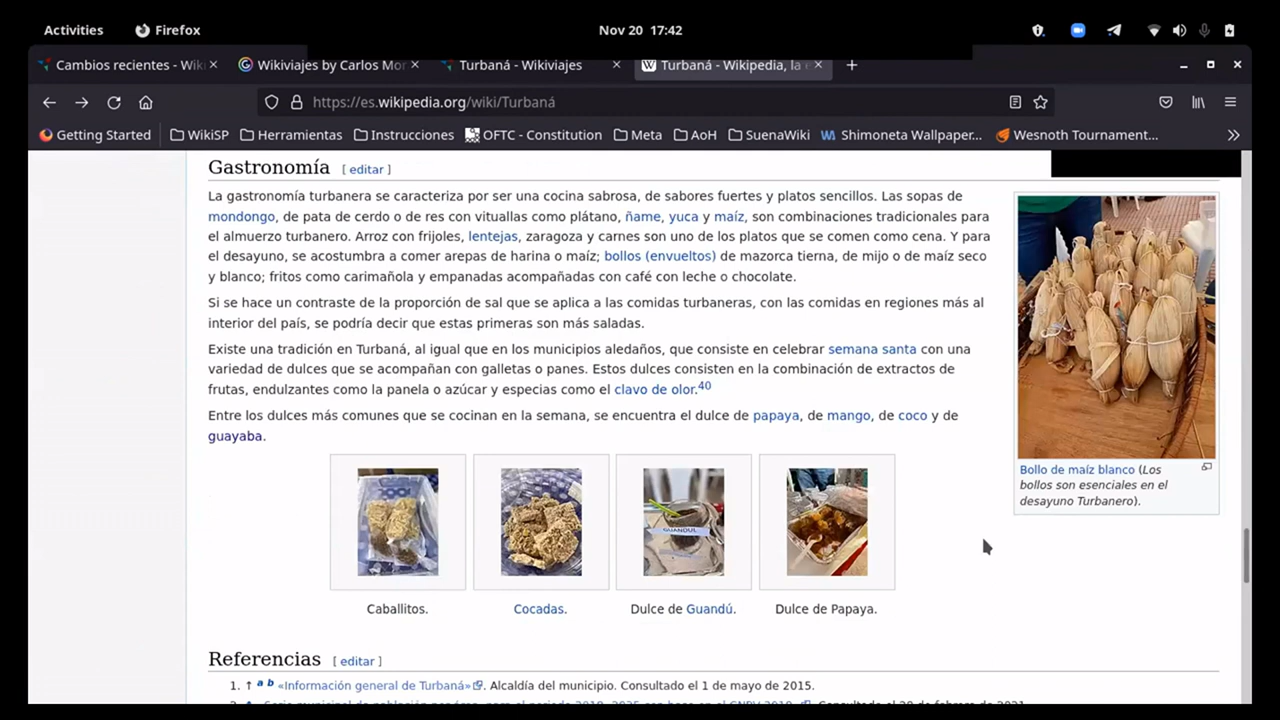 Activities
Firefox
Nov 20 17:42
Cambios recientes - Wiki
Wikiviajes by Carlos Mor
Turbaná - Wikiviajes
Turbaná - Wikipedia, la e
https://es.wikipedia.org/wiki/Turbaná
Getting Started
WikiSP
Herramientas
Instrucciones
OFTC - Constitution
Meta
AoH
SuenaWiki
Shimoneta Wallpaper...
Wesnoth Tournament...
Gastronomía [ editar ]
La gastronomía turbanera se caracteriza por ser una cocina sabrosa, de sabores fuertes y platos sencillos. Las sopas de
mondongo, de pata de cerdo o de res con vituallas como plátano, ñame, yuca y maíz, son combinaciones tradicionales para
el almuerzo turbanero. Arroz con frijoles, lentejas, zaragoza y carnes son uno de los platos que se comen como cena. Y para
el desayuno, se acostumbra a comer arepas de harina o maíz; bollos (envueltos) de mazorca tierna, de mijo o de maíz seco
y blanco; fritos como carimañola y empanadas acompañadas con café con leche o chocolate.
Si se hace un contraste de la proporción de sal que se aplica a las comidas turbaneras, con las comidas en regiones más al
interior del país, se podría decir que estas primeras son más saladas.
Existe una tradición en Turbaná, al igual que en los municipios aledaños, que consiste en celebrar semana santa con una
variedad de dulces que se acompañan con galletas o panes. Estos dulces consisten en la combinación de extractos de
frutas, endulzantes como la panela o azúcar y especias como el clavo de olor.40
Entre los dulces más comunes que se cocinan en la semana, se encuentra el dulce de papaya, de mango, de coco y de
guayaba.
Bollo de maíz blanco (Los
bollos son esenciales en el
desayuno Turbanero).
GUANDUL
Caballitos.
Cocadas.
Dulce de Guandú.
Dulce de Papaya.
Referencias [ editar ]
1. ↑ a b «Información general de Turbaná». Alcaldía del municipio. Consultado el 1 de mayo de 2015.